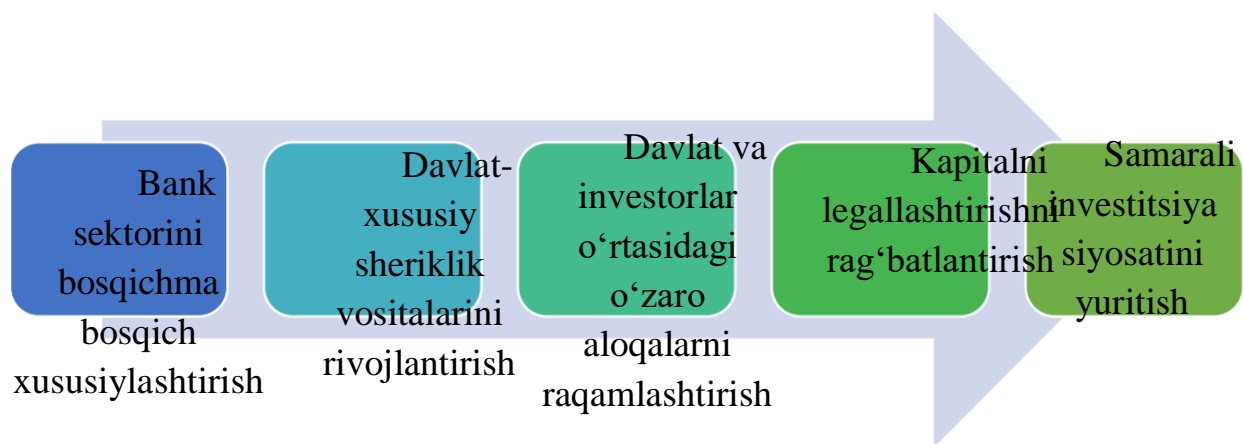 Bank
sektorini
bosqichma
bosqich
xususiylashtirish
Davlat-
xususiy
sheriklik
vositalarini
rivojlantirish
Davlat va
investorlar
o‘rtasidagi
o‘zaro
aloqalarni
raqamlashtirish
Kapitalni
legallashtirishni
rag‘batlantirish
Samarali
investitsiya
siyosatini
yuritish